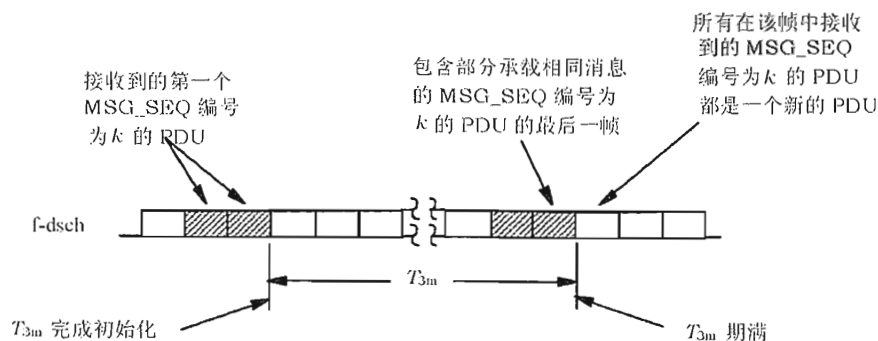 接收到的第一个
MSG_SEQ 编号
为 k 的 PDU
包含部分承载相同消息
的 MSG_SEQ 编号为
k 的 PDU 的最后一帧
所有在该帧中接收
到的 MSG_SEQ
编号为 k 的 PDU
都是一个新的 PDU
f-dsch
T3m
T3m 完成初始化
T3m 期满